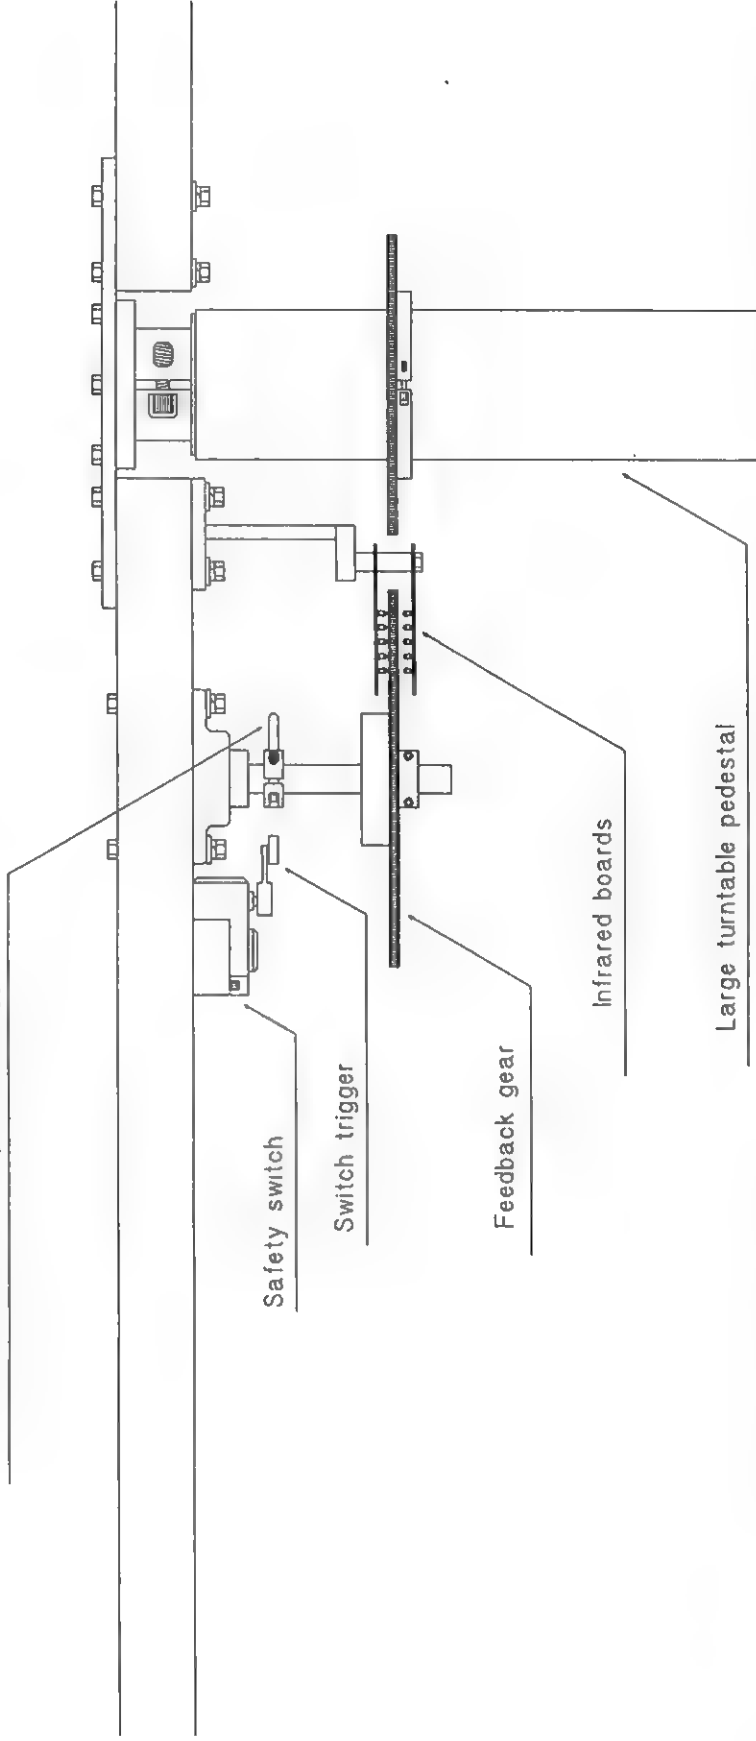 Safety switch
Switch trigger
Feedback gear
Infrared boards
Large turntable pedestal